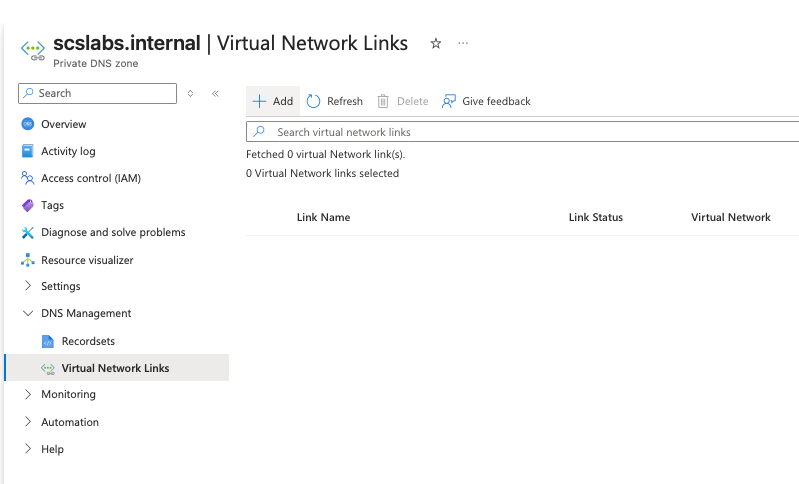 scslabs.internal | Virtual Network Links
Private DNS zone
Search
Overview
Activity log
Access control (IAM)
Tags
Diagnose and solve problems
Resource visualizer
Settings
DNS Management
Recordsets
Virtual Network Links
Monitoring
Automation
Help
Add
Refresh
Delete
Give feedback
Search virtual network links
Fetched 0 virtual Network link(s).
0 Virtual Network links selected
Link Name
Link Status
Virtual Network